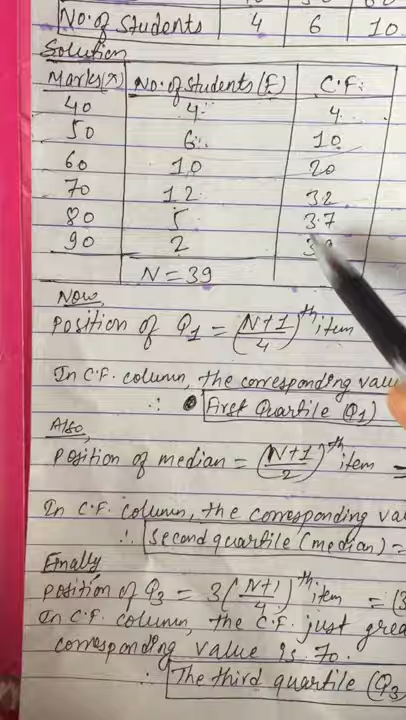 No. of Students 4 6 10
Solution
Marks(x) No. of Students (f) C.F.
40 4 4
50 6 10
60 10 20
70 12 32
80 5 37
90 2
N = 39
Now,
Position of Q1 = (N+1/4)th item
In C.F. column, the corresponding value
∴ First Quartile (Q1)
Also,
position of median = (N+1/2)th item =
In C.F. column, the corresponding va
∴ Second quartile (median) =
Finally
position of Q3 = 3(N+1/4)th item = (3
In C.F. column, the C.F. just grea
corresponding value is 70.
∴ The third quartile (Q3